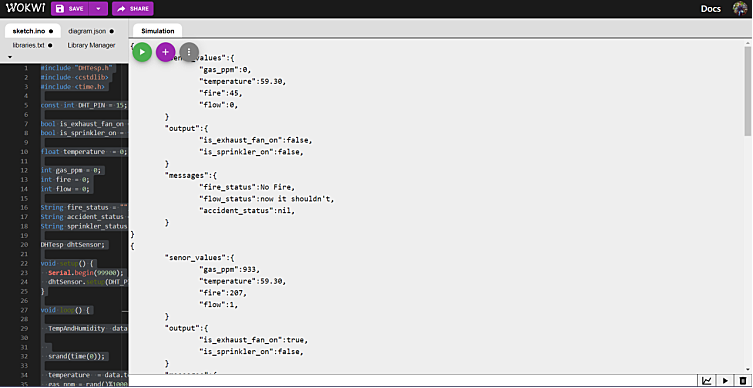 WOKWI SAVE SHARE Docs
sketch.ino diagram.json
libraries.txt Library Manager
Simulation
1 #include "DHTesp.h"
2 #include <cstdlib>
3 #include <time.h>
4
5 const int DHT_PIN = 15;
6
7 bool is_exhaust_fan_on
8 bool is_sprinkler_on =
9
10 float temperature = 0;
11
12 int gas_ppm = 0;
13 int fire = 0;
14 int flow = 0;
15
16 String fire_status = ""
17 String accident_status
18 String sprinkler_status
19
20 DHTesp dhtSensor;
21
22 void setup() {
23 Serial.begin(99900);
24 dhtSensor.setup(DHT_P
25 }
26
27 void loop() {
28
29 TempAndHumidity data
30
31
32 srand(time(0));
33
34 temperature = data.t
35 gas_ppm = rand()%1000
{
"senor_values":{
"gas_ppm":0,
"temperature":59.30,
"fire":45,
"flow":0,
}
"output":{
"is_exhaust_fan_on":false,
"is_sprinkler_on":false,
}
"messages":{
"fire_status":No Fire,
"flow_status":now it shouldn't,
"accident_status":nil,
}
}
{
"senor_values":{
"gas_ppm":933,
"temperature":59.30,
"fire":207,
"flow":1,
}
"output":{
"is_exhaust_fan_on":true,
"is_sprinkler_on":false,
}
"messages":{